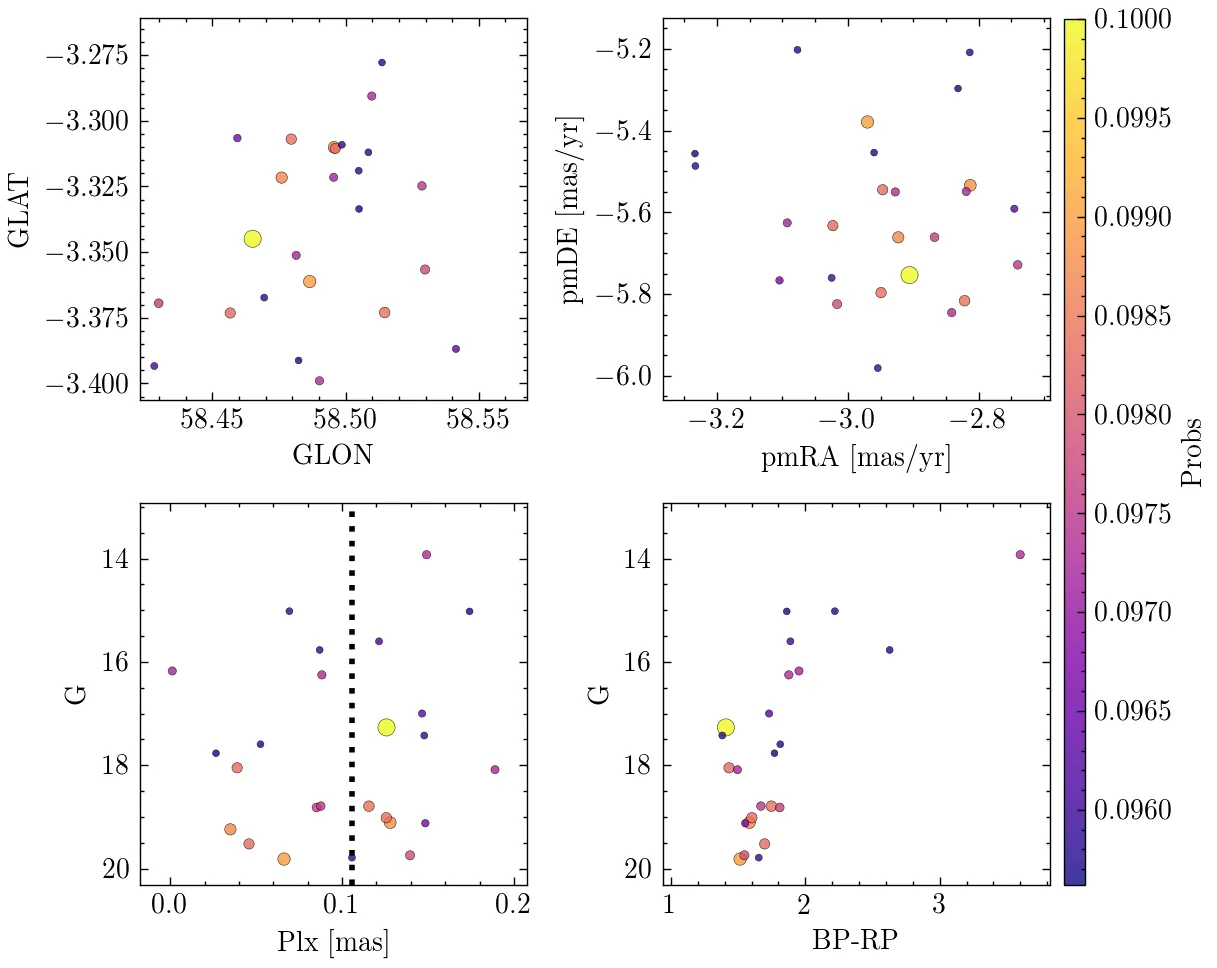 −3.275
−3.300
−3.325
−3.350
−3.375
−3.400
GLAT
58.45 58.50 58.55
GLON
−5.2
−5.4
−5.6
−5.8
−6.0
pmDE [mas/yr]
−3.2 −3.0 −2.8
pmRA [mas/yr]
14
16
18
20
G
0.0 0.1 0.2
Plx [mas]
14
16
18
20
G
1 2 3
BP-RP
0.1000
0.0995
0.0990
0.0985
0.0980
0.0975
0.0970
0.0965
0.0960
Probs